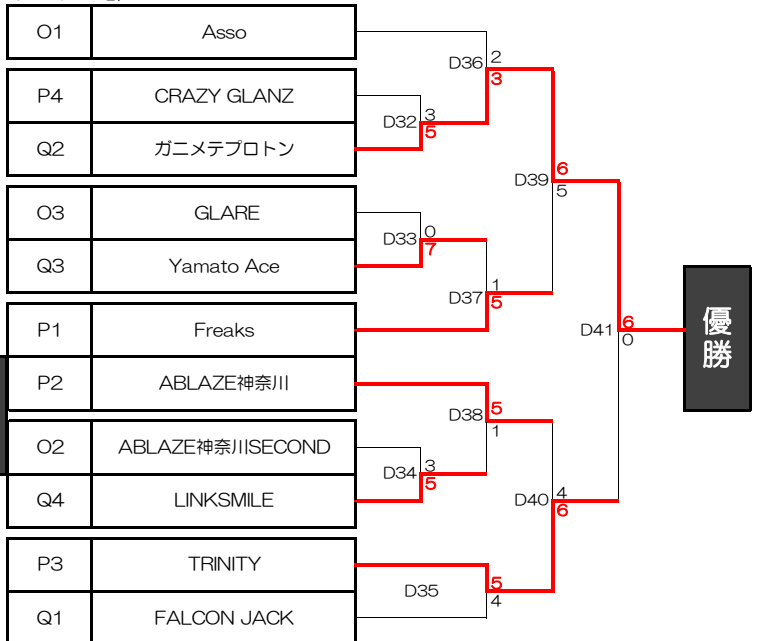 O1 Asso
D36 2
3
P4 CRAZY GLANZ
D32 3
5
Q2 ガニメデプロトン
D39 6
5
O3 GLARE
D33 0
7
Q3 Yamato Ace
D37 1
5
P1 Freaks
D41 6
0
優勝
P2 ABLAZE神奈川
D38 5
1
O2 ABLAZE神奈川SECOND
D34 3
5
Q4 LINKSMILE
D40 4
6
P3 TRINITY
D35 5
4
Q1 FALCON JACK